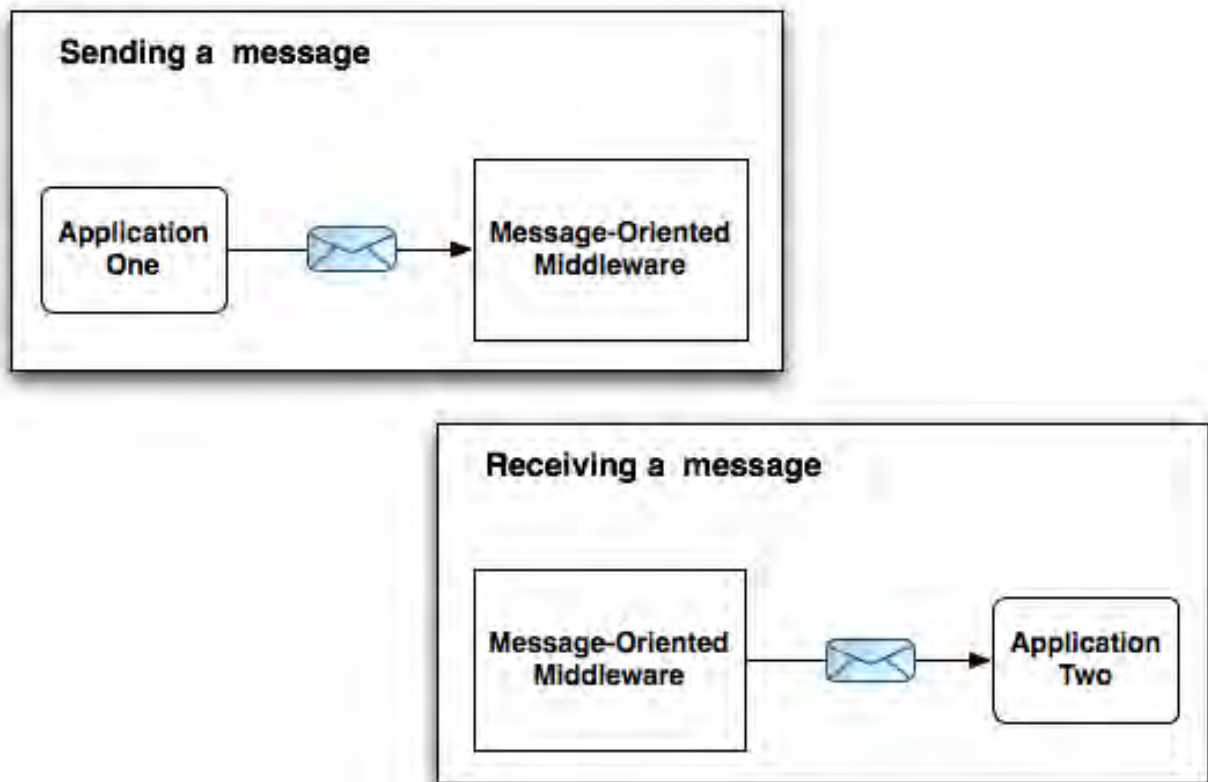 Sending a message
Application
One
Message-Oriented
Middleware
Receiving a message
Message-Oriented
Middleware
Application
Two